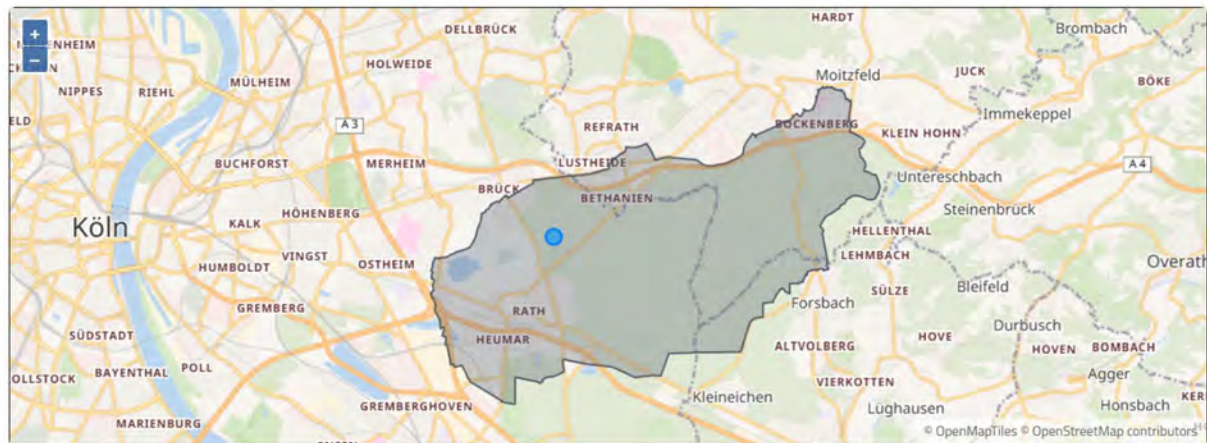 HARDT
DELLBRÜCK
Brombach
+
HOLWEIDE
−
MÜLHEIM
Moitzfeld
JUCK
BÖKE
NIPPES
RIEHL
Immekeppel
A 3
REFRATH
BOCKENBERG
KLEIN HOHN
BUCHFORST
MERHEIM
LUSTHEIDE
A 4
Untereschbach
BRÜCK
BETHANIEN
Köln
KALK
HÖHENBERG
Steinenbrück
HELLENTHAL
VINGST
OSTHEIM
LEHMBACH
HUMBOLDT
Overath
GREMBERG
RATH
Forsbach
SÜLZE
Bleifeld
SÜDSTADT
HEUMAR
Durbusch
HOVE
ALTVOLBERG
HOVEN
BOMBACH
BAYENTHAL
POLL
Agger
VIERKOTTEN
Kleineichen
GREMBERGHOVEN
Lüghausen
Honsbach
MARIENBURG
© OpenMapTiles © OpenStreetMap contributors